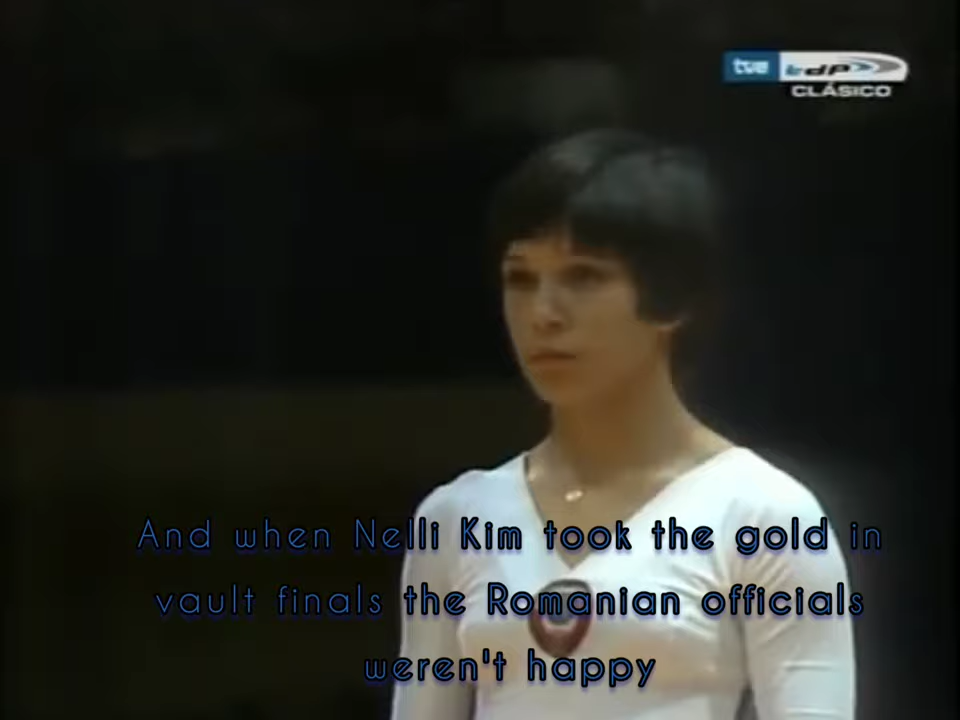 tve tdp
CLÁSICO
And when Nelli Kim took the gold in
vault finals the Romanian officials
weren't happy